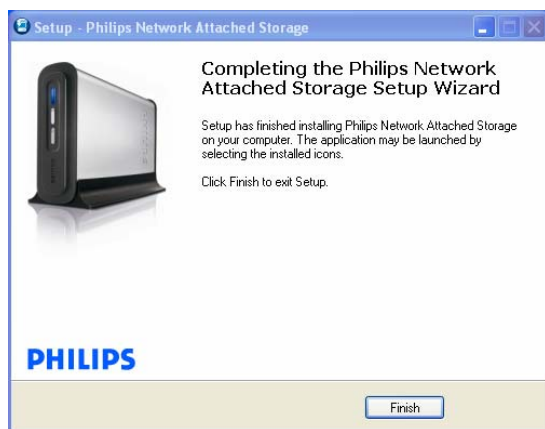 Setup - Philips Network Attached Storage
Completing the Philips Network
Attached Storage Setup Wizard
Setup has finished installing Philips Network Attached Storage
on your computer. The application may be launched by
selecting the installed icons.
Click Finish to exit Setup.
PHILIPS
Finish